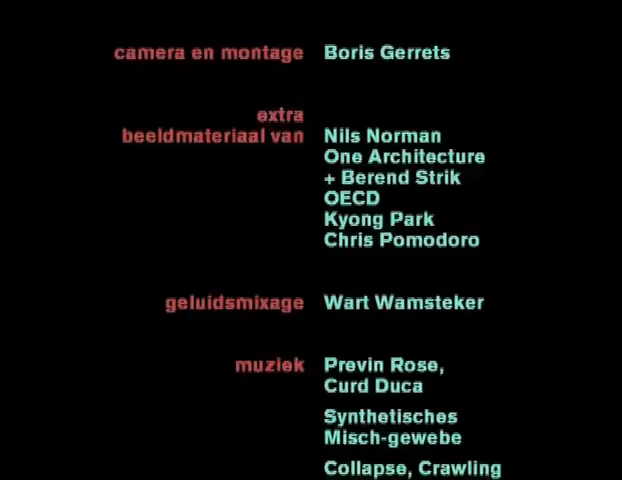 camera en montage Boris Gerrets
extra
beeldmateriaal van Nils Norman
One Architecture
+ Berend Strik
OECD
Kyong Park
Chris Pomodoro
geluidsmixage Wart Wamsteker
muziek Previn Rose,
Curd Duca
Synthetisches
Misch-gewebe
Collapse, Crawling